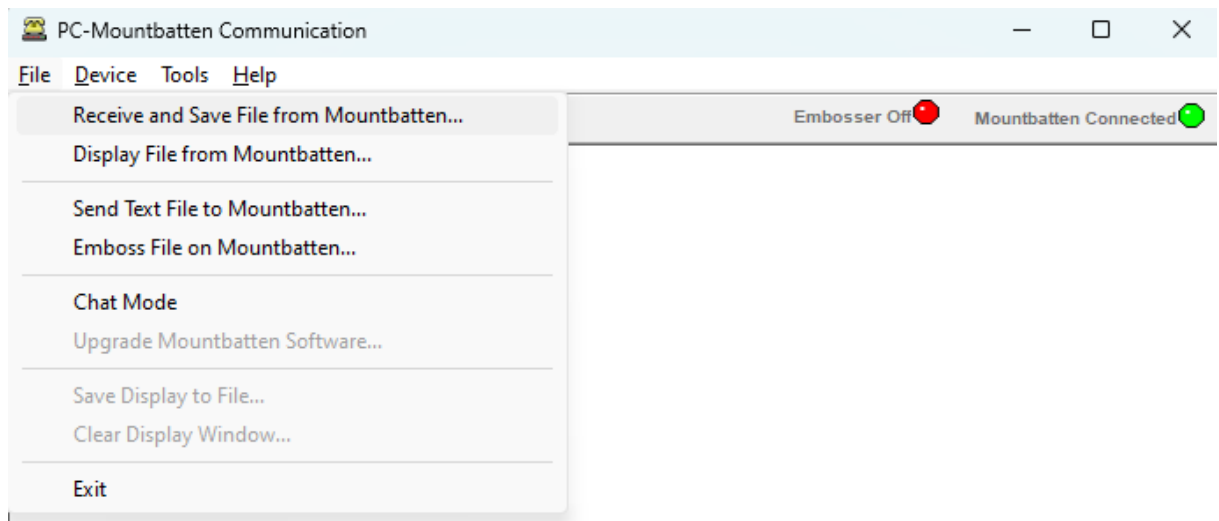 PC-Mountbatten Communication
File Device Tools Help
Receive and Save File from Mountbatten...
Embosser Off Mountbatten Connected
Display File from Mountbatten...
Send Text File to Mountbatten...
Emboss File on Mountbatten...
Chat Mode
Upgrade Mountbatten Software...
Save Display to File...
Clear Display Window...
Exit